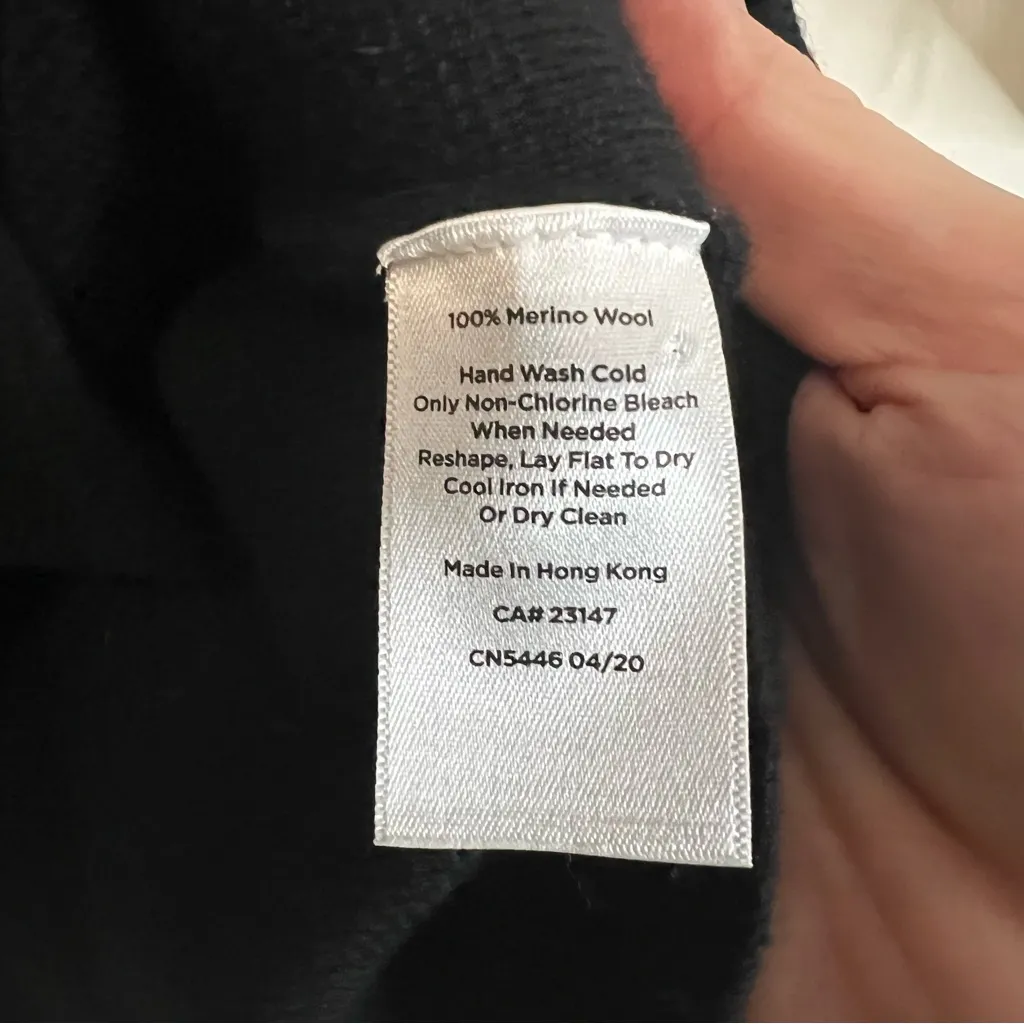 100% Merino Wool
Hand Wash Cold
Only Non-Chlorine Bleach
When Needed
Reshape, Lay Flat To Dry
Cool Iron If Needed
Or Dry Clean
Made In Hong Kong
CA# 23147
CN5446 04/20